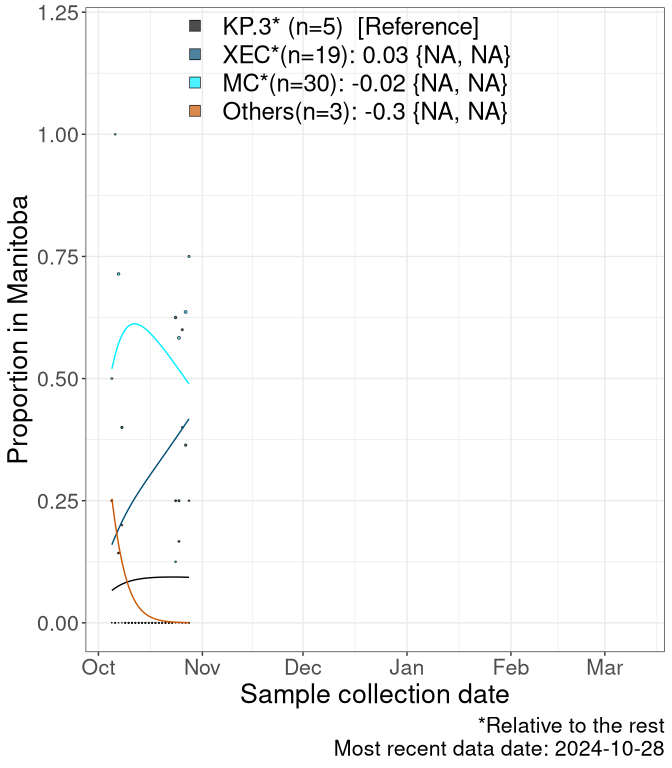 KP.3* (n=5)  [Reference]
XEC*(n=19): 0.03 {NA, NA}
MC*(n=30): -0.02 {NA, NA}
Others(n=3): -0.3 {NA, NA}
Proportion in Manitoba
1.25
1.00
0.75
0.50
0.25
0.00
Oct Nov Dec Jan Feb Mar
Sample collection date
*Relative to the rest
Most recent data date: 2024-10-28